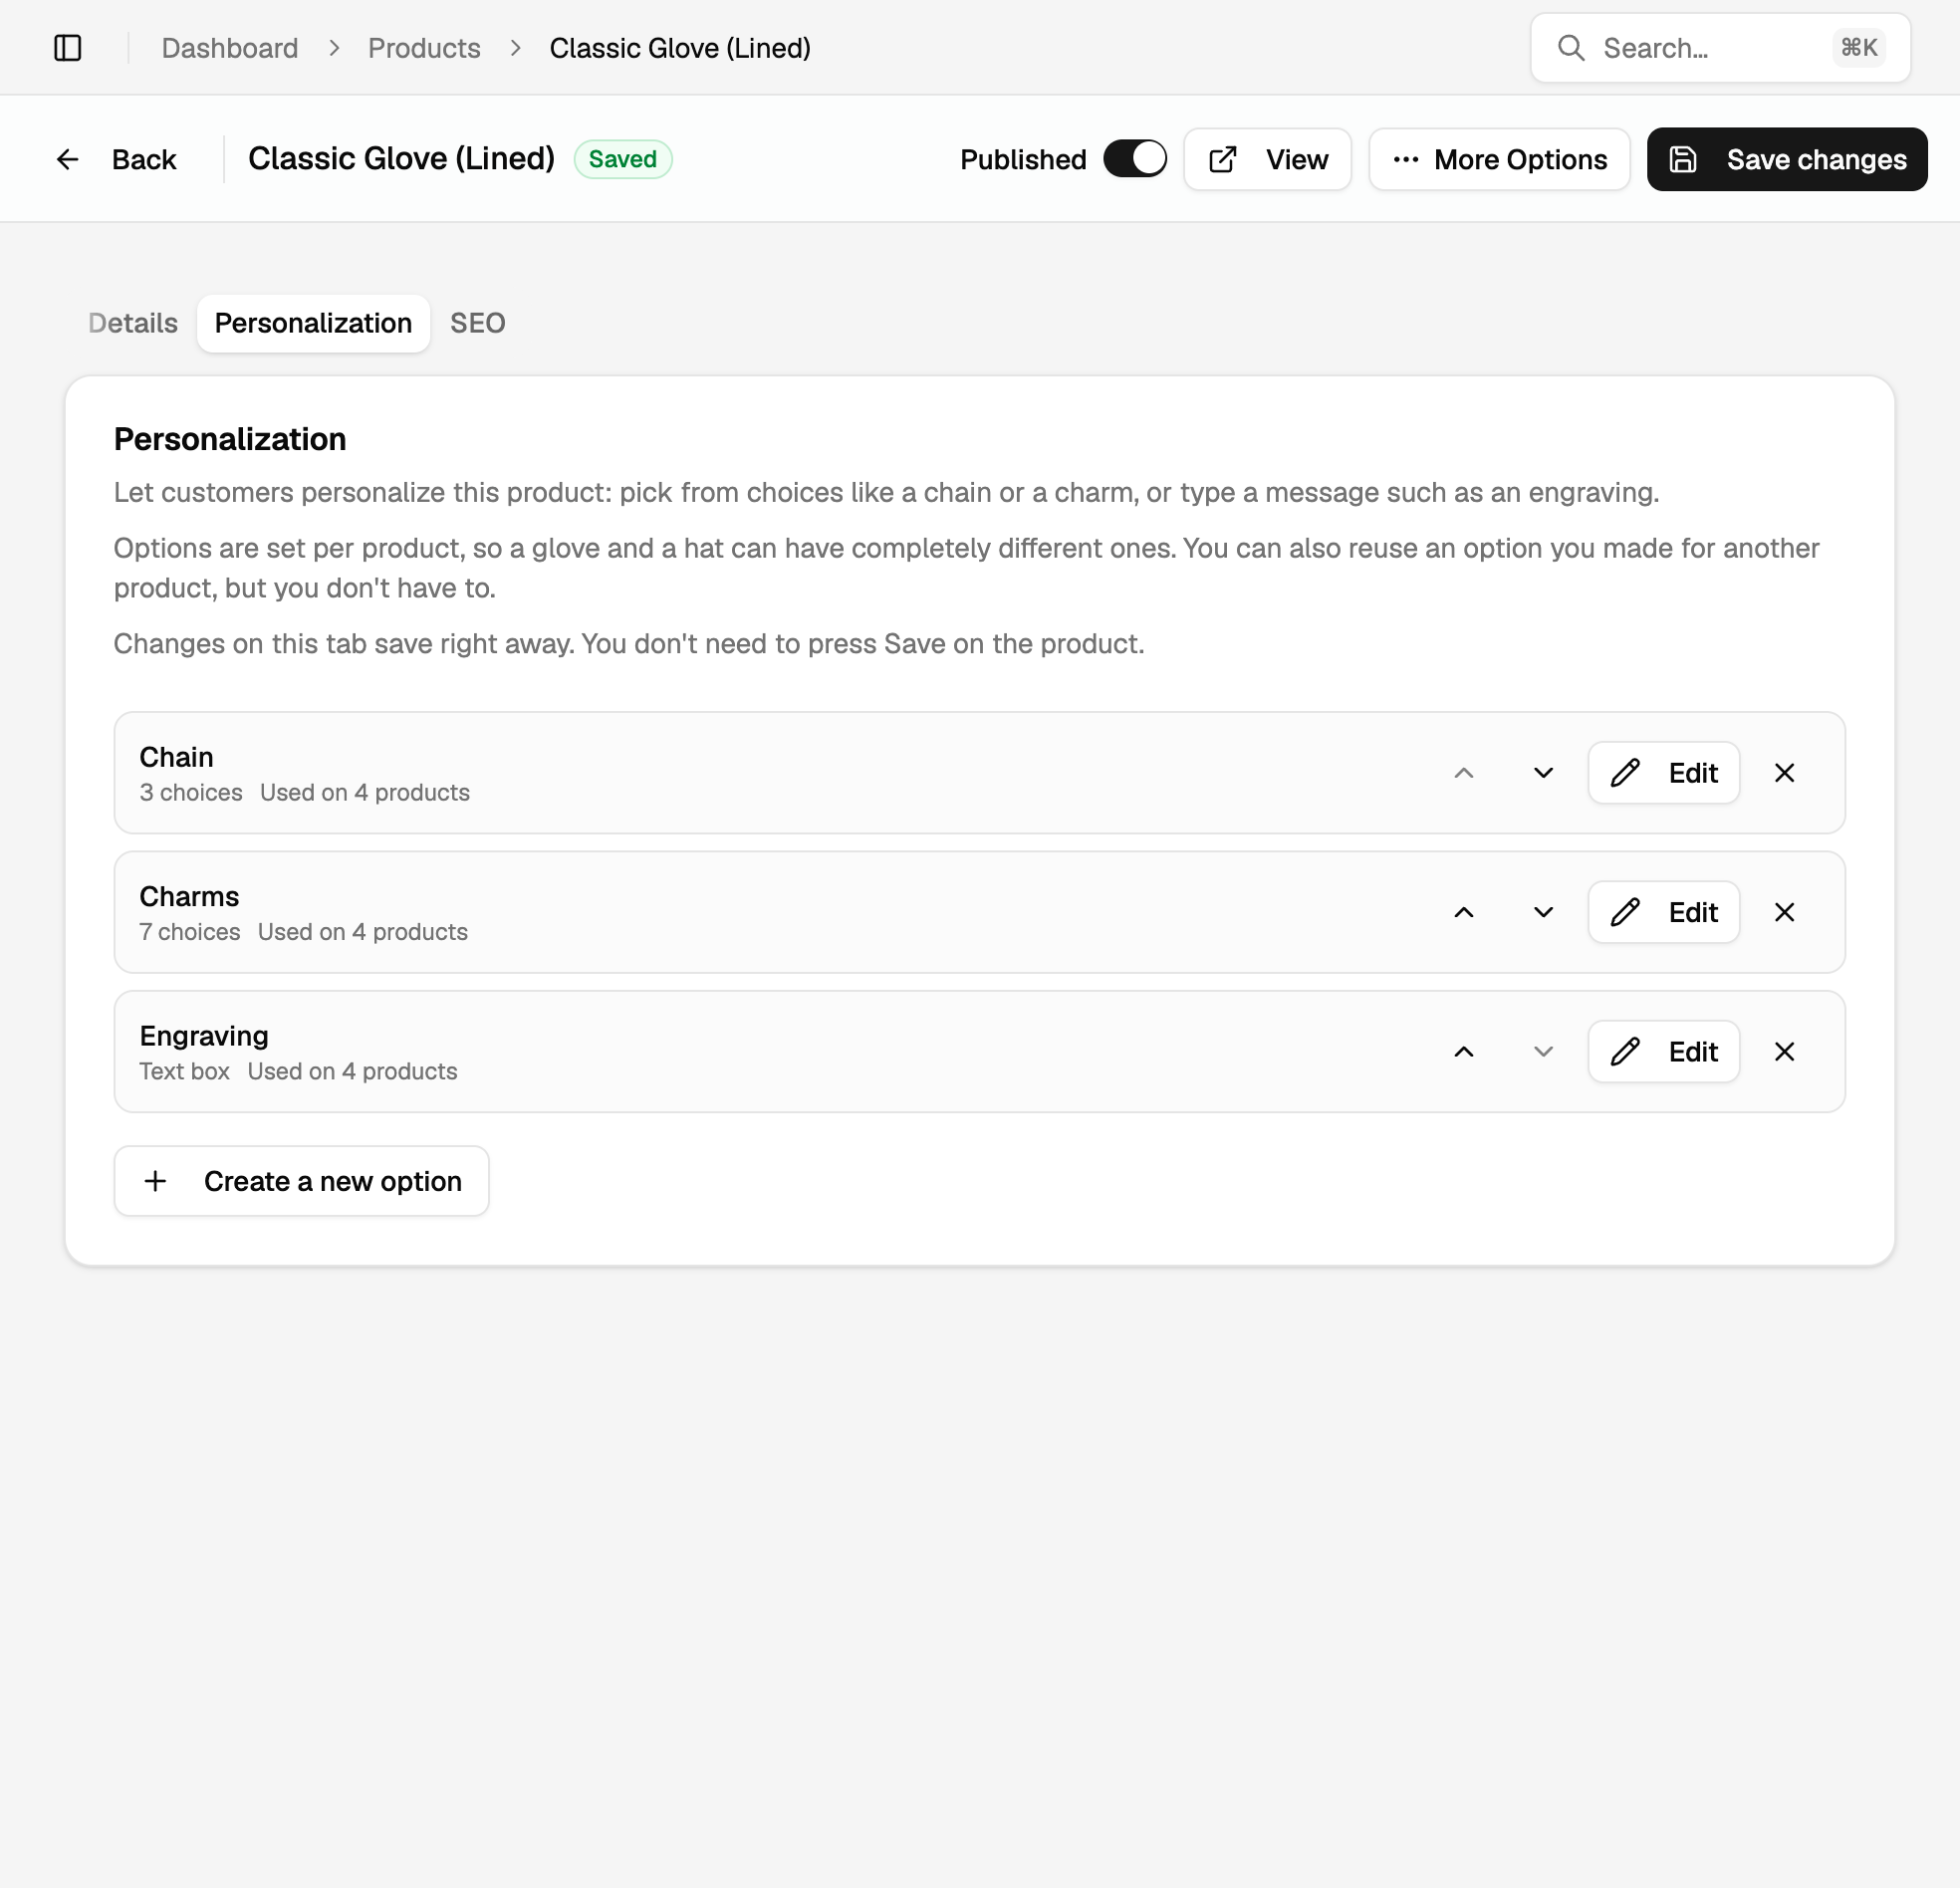 Dashboard > Products > Classic Glove (Lined)
Search... ⌘K
Back
Classic Glove (Lined) Saved
Published
View
More Options
Save changes
Details Personalization SEO
Personalization
Let customers personalize this product: pick from choices like a chain or a charm, or type a message such as an engraving.
Options are set per product, so a glove and a hat can have completely different ones. You can also reuse an option you made for another
product, but you don't have to.
Changes on this tab save right away. You don't need to press Save on the product.
Chain
3 choices Used on 4 products
Edit
Charms
7 choices Used on 4 products
Edit
Engraving
Text box Used on 4 products
Edit
Create a new option